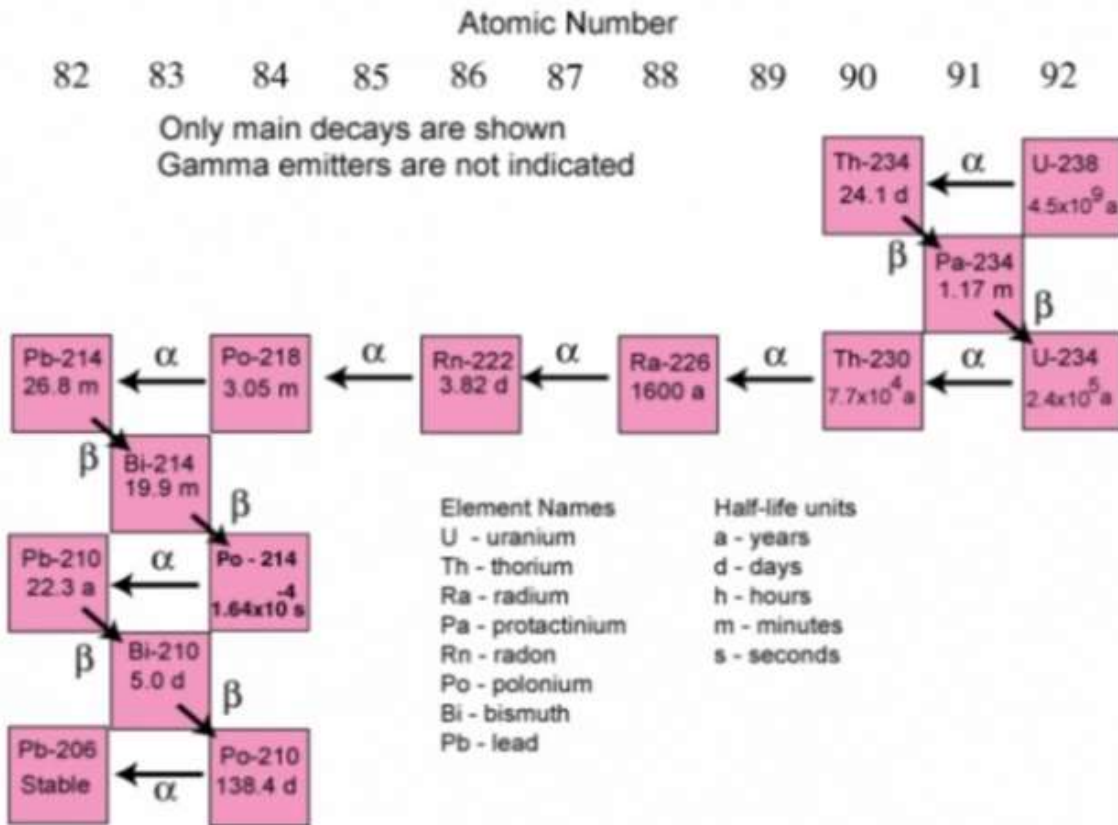 Atomic Number
82 83 84 85 86 87 88 89 90 91 92
Only main decays are shown
Gamma emitters are not indicated
Th-234
24.1 d
α
U-238
4.5x10⁹a
β
Pa-234
1.17 m
β
Pb-214
26.8 m
α
Po-218
3.05 m
α
Rn-222
3.82 d
α
Ra-226
1600 a
α
Th-230
7.7x10⁴a
α
U-234
2.4x10⁵a
β
Bi-214
19.9 m
β
Pb-210
22.3 a
α
Po - 214
-4
1.64x10 s
β
Bi-210
5.0 d
β
Pb-206
Stable
α
Po-210
138.4 d
Element Names
U - uranium
Th - thorium
Ra - radium
Pa - protactinium
Rn - radon
Po - polonium
Bi - bismuth
Pb - lead
Half-life units
a - years
d - days
h - hours
m - minutes
s - seconds